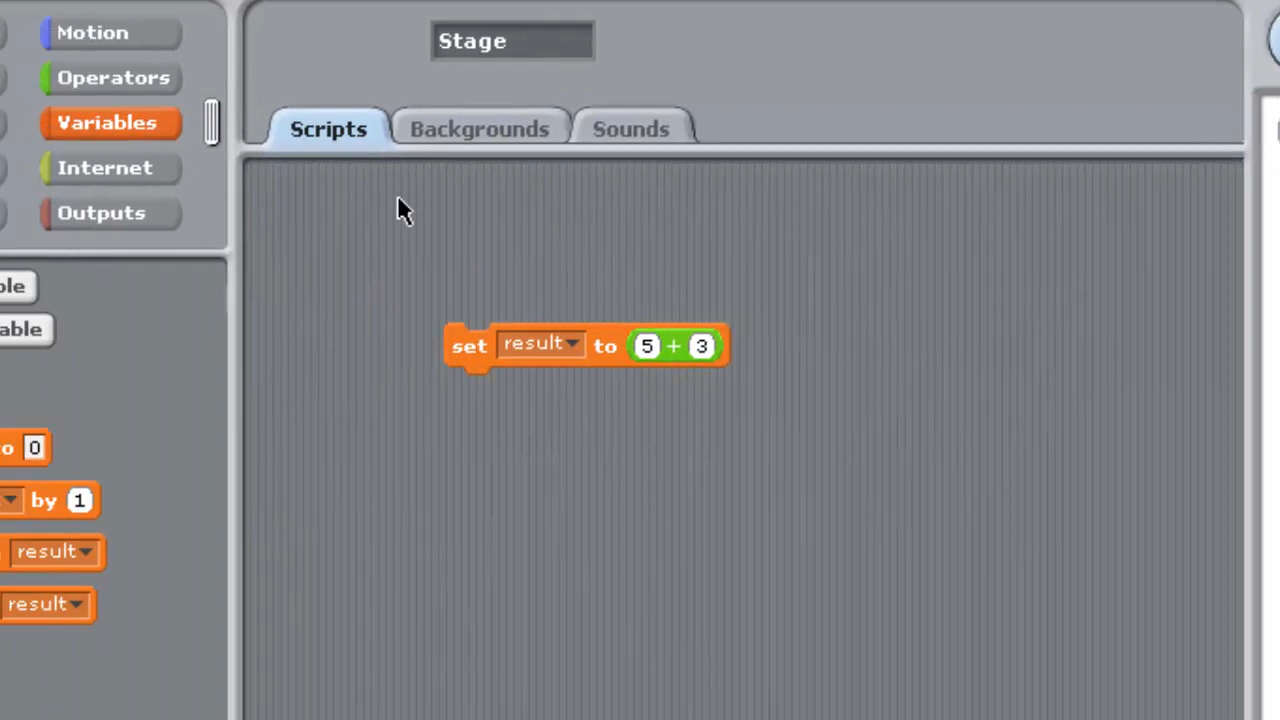 Motion
Operators
Variables
Internet
Outputs
Stage
Scripts
Backgrounds
Sounds
ble
able
o 0
by 1
result
result
set result to 5 + 3